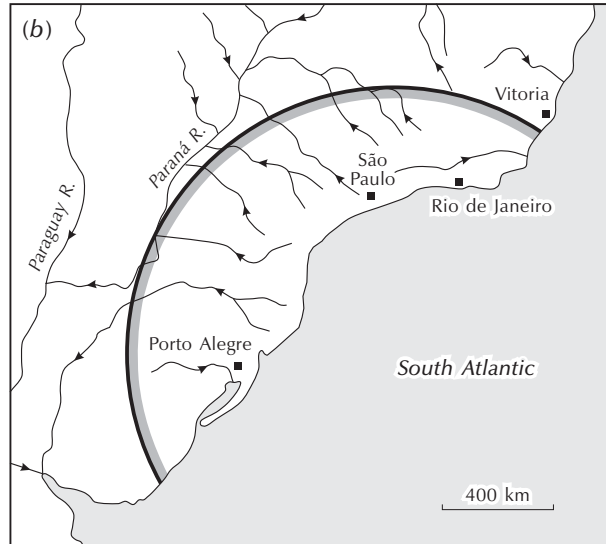 (b)
Vitoria
Paraná R.
São
Paulo
Rio de Janeiro
Paraguay R.
Porto Alegre
South Atlantic
400 km